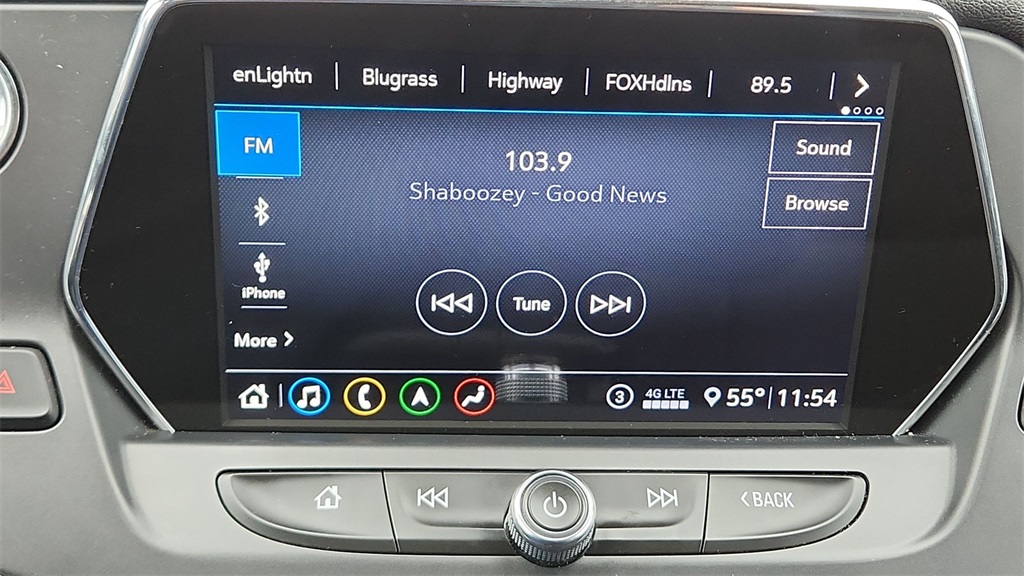 enLightn Blugrass Highway FOXHdlns 89.5
FM
103.9
Shaboozey - Good News
Sound
Browse
iPhone
Tune
More
3 4G LTE 55° 11:54
BACK